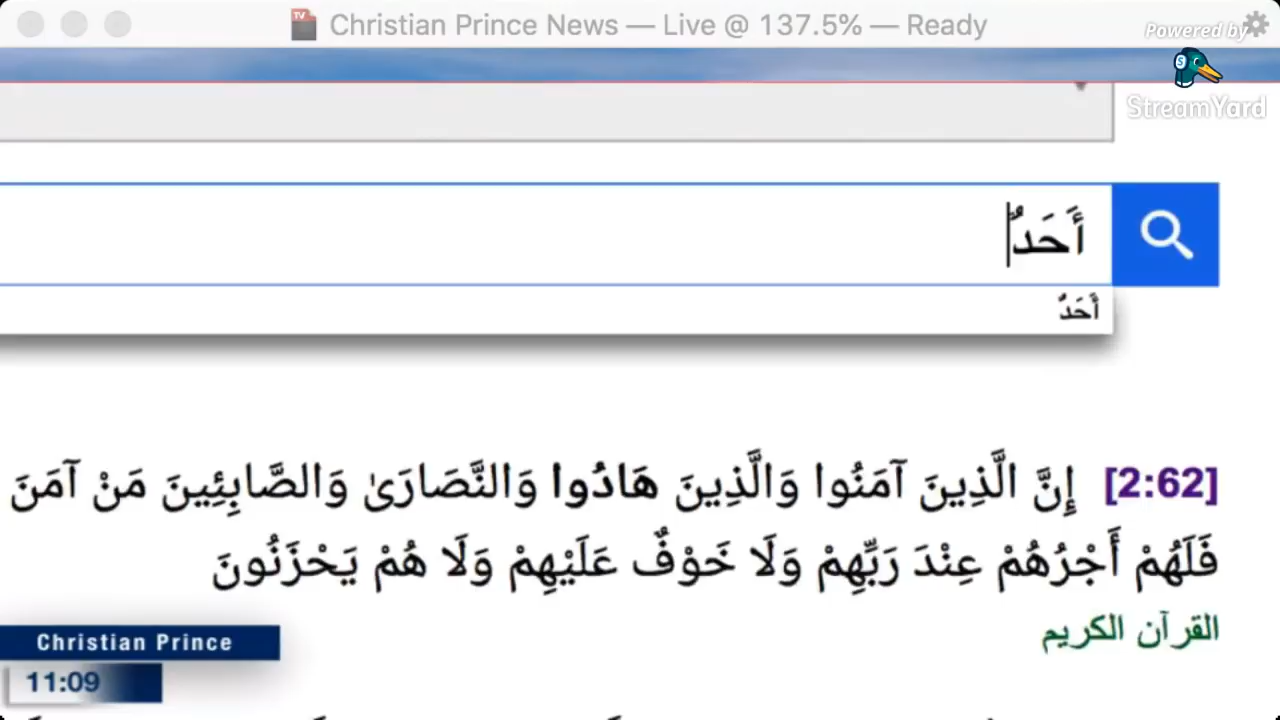 Christian Prince News — Live @ 137.5% — Ready
Powered by
StreamYard
أَحَدٌ
أَحَدٌ
[2:62] إِنَّ الَّذِينَ آمَنُوا وَالَّذِينَ هَادُوا وَالنَّصَارَىٰ وَالصَّابِئِينَ مَنْ آمَنَ
فَلَهُمْ أَجْرُهُمْ عِنْدَ رَبِّهِمْ وَلَا خَوْفٌ عَلَيْهِمْ وَلَا هُمْ يَحْزَنُونَ
القرآن الكريم
Christian Prince
11:09